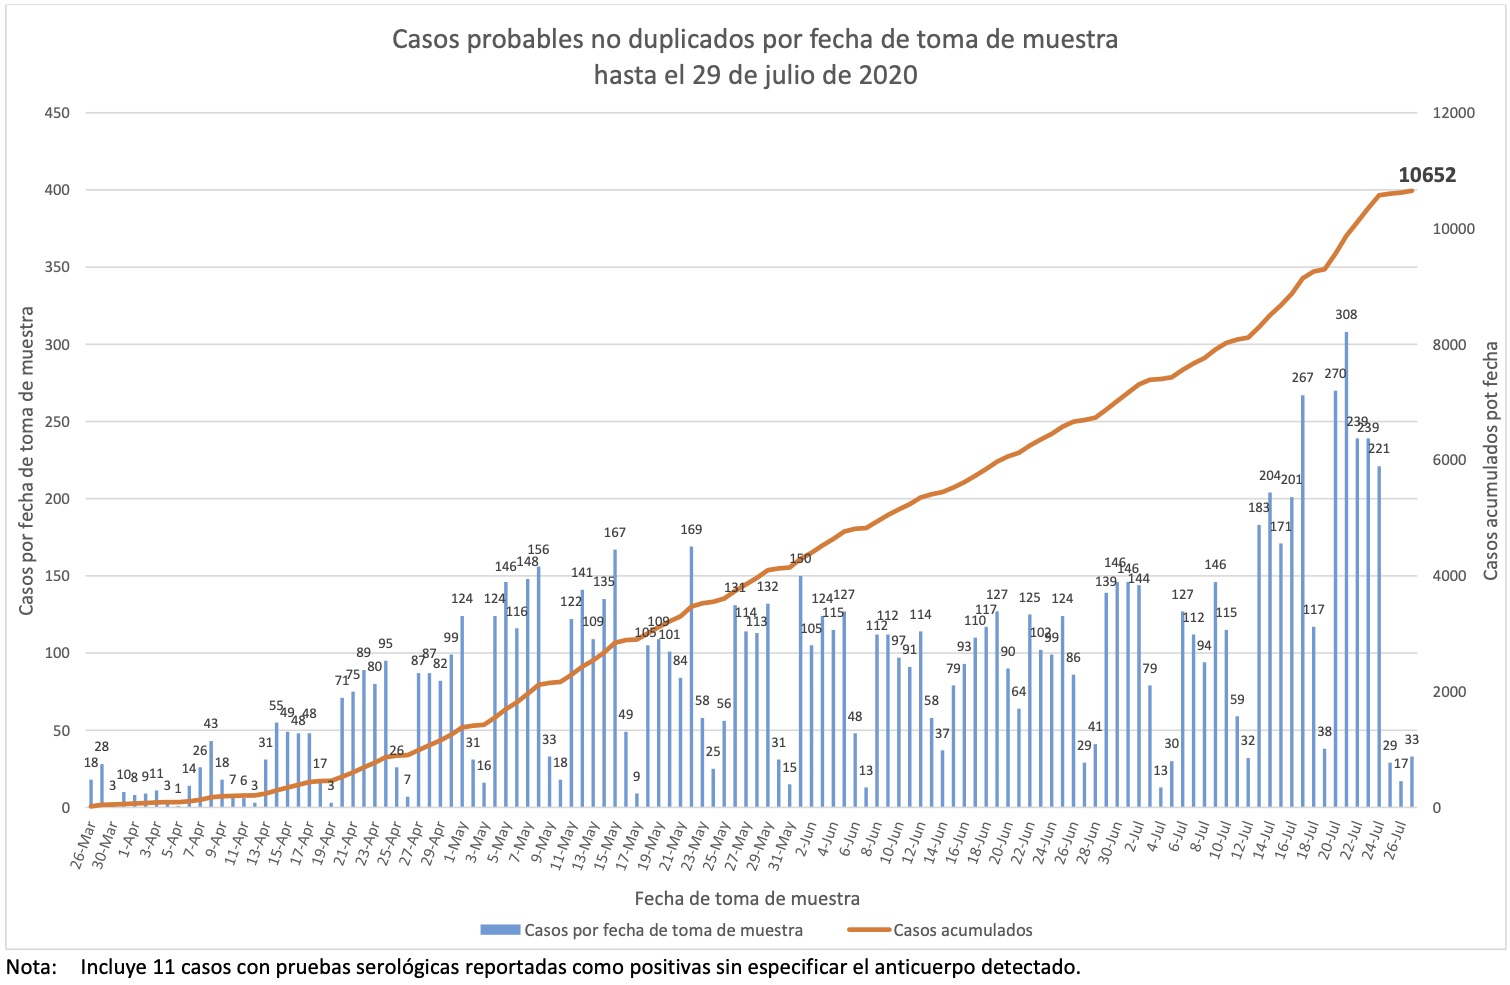 Casos probables no duplicados por fecha de toma de muestra
hasta el 29 de julio de 2020
450
400
350
300
250
200
150
100
50
0
12000
10000
8000
6000
4000
2000
0
Casos por fecha de toma de muestra
Casos acumulados pot fecha
10652
18
28
3
10
8
9
11
3
1
14
26
43
18
7
6
3
31
55
49
48
48
17
3
71
75
89
80
95
26
7
87
87
82
99
124
31
16
124
146
116
148
156
33
18
122
141
109
135
167
49
9
105
109
101
84
169
58
25
56
131
114
113
132
31
15
150
105
124
115
127
48
13
112
112
97
91
114
58
37
79
93
110
117
127
90
64
125
102
99
124
86
29
41
139
146
146
144
79
13
30
127
112
94
146
115
59
32
183
204
171
201
267
117
38
270
308
239
239
221
29
17
33
26-Mar
30-Mar
1-Apr
3-Apr
5-Apr
7-Apr
9-Apr
11-Apr
13-Apr
15-Apr
17-Apr
19-Apr
21-Apr
23-Apr
25-Apr
27-Apr
29-Apr
1-May
3-May
5-May
7-May
9-May
11-May
13-May
15-May
17-May
19-May
21-May
23-May
25-May
27-May
29-May
31-May
2-Jun
4-Jun
6-Jun
8-Jun
10-Jun
12-Jun
14-Jun
16-Jun
18-Jun
20-Jun
22-Jun
24-Jun
26-Jun
28-Jun
30-Jun
2-Jul
4-Jul
6-Jul
8-Jul
10-Jul
12-Jul
14-Jul
16-Jul
18-Jul
20-Jul
22-Jul
24-Jul
26-Jul
Fecha de toma de muestra
Casos por fecha de toma de muestra
Casos acumulados
Nota: Incluye 11 casos con pruebas serológicas reportadas como positivas sin especificar el anticuerpo detectado.